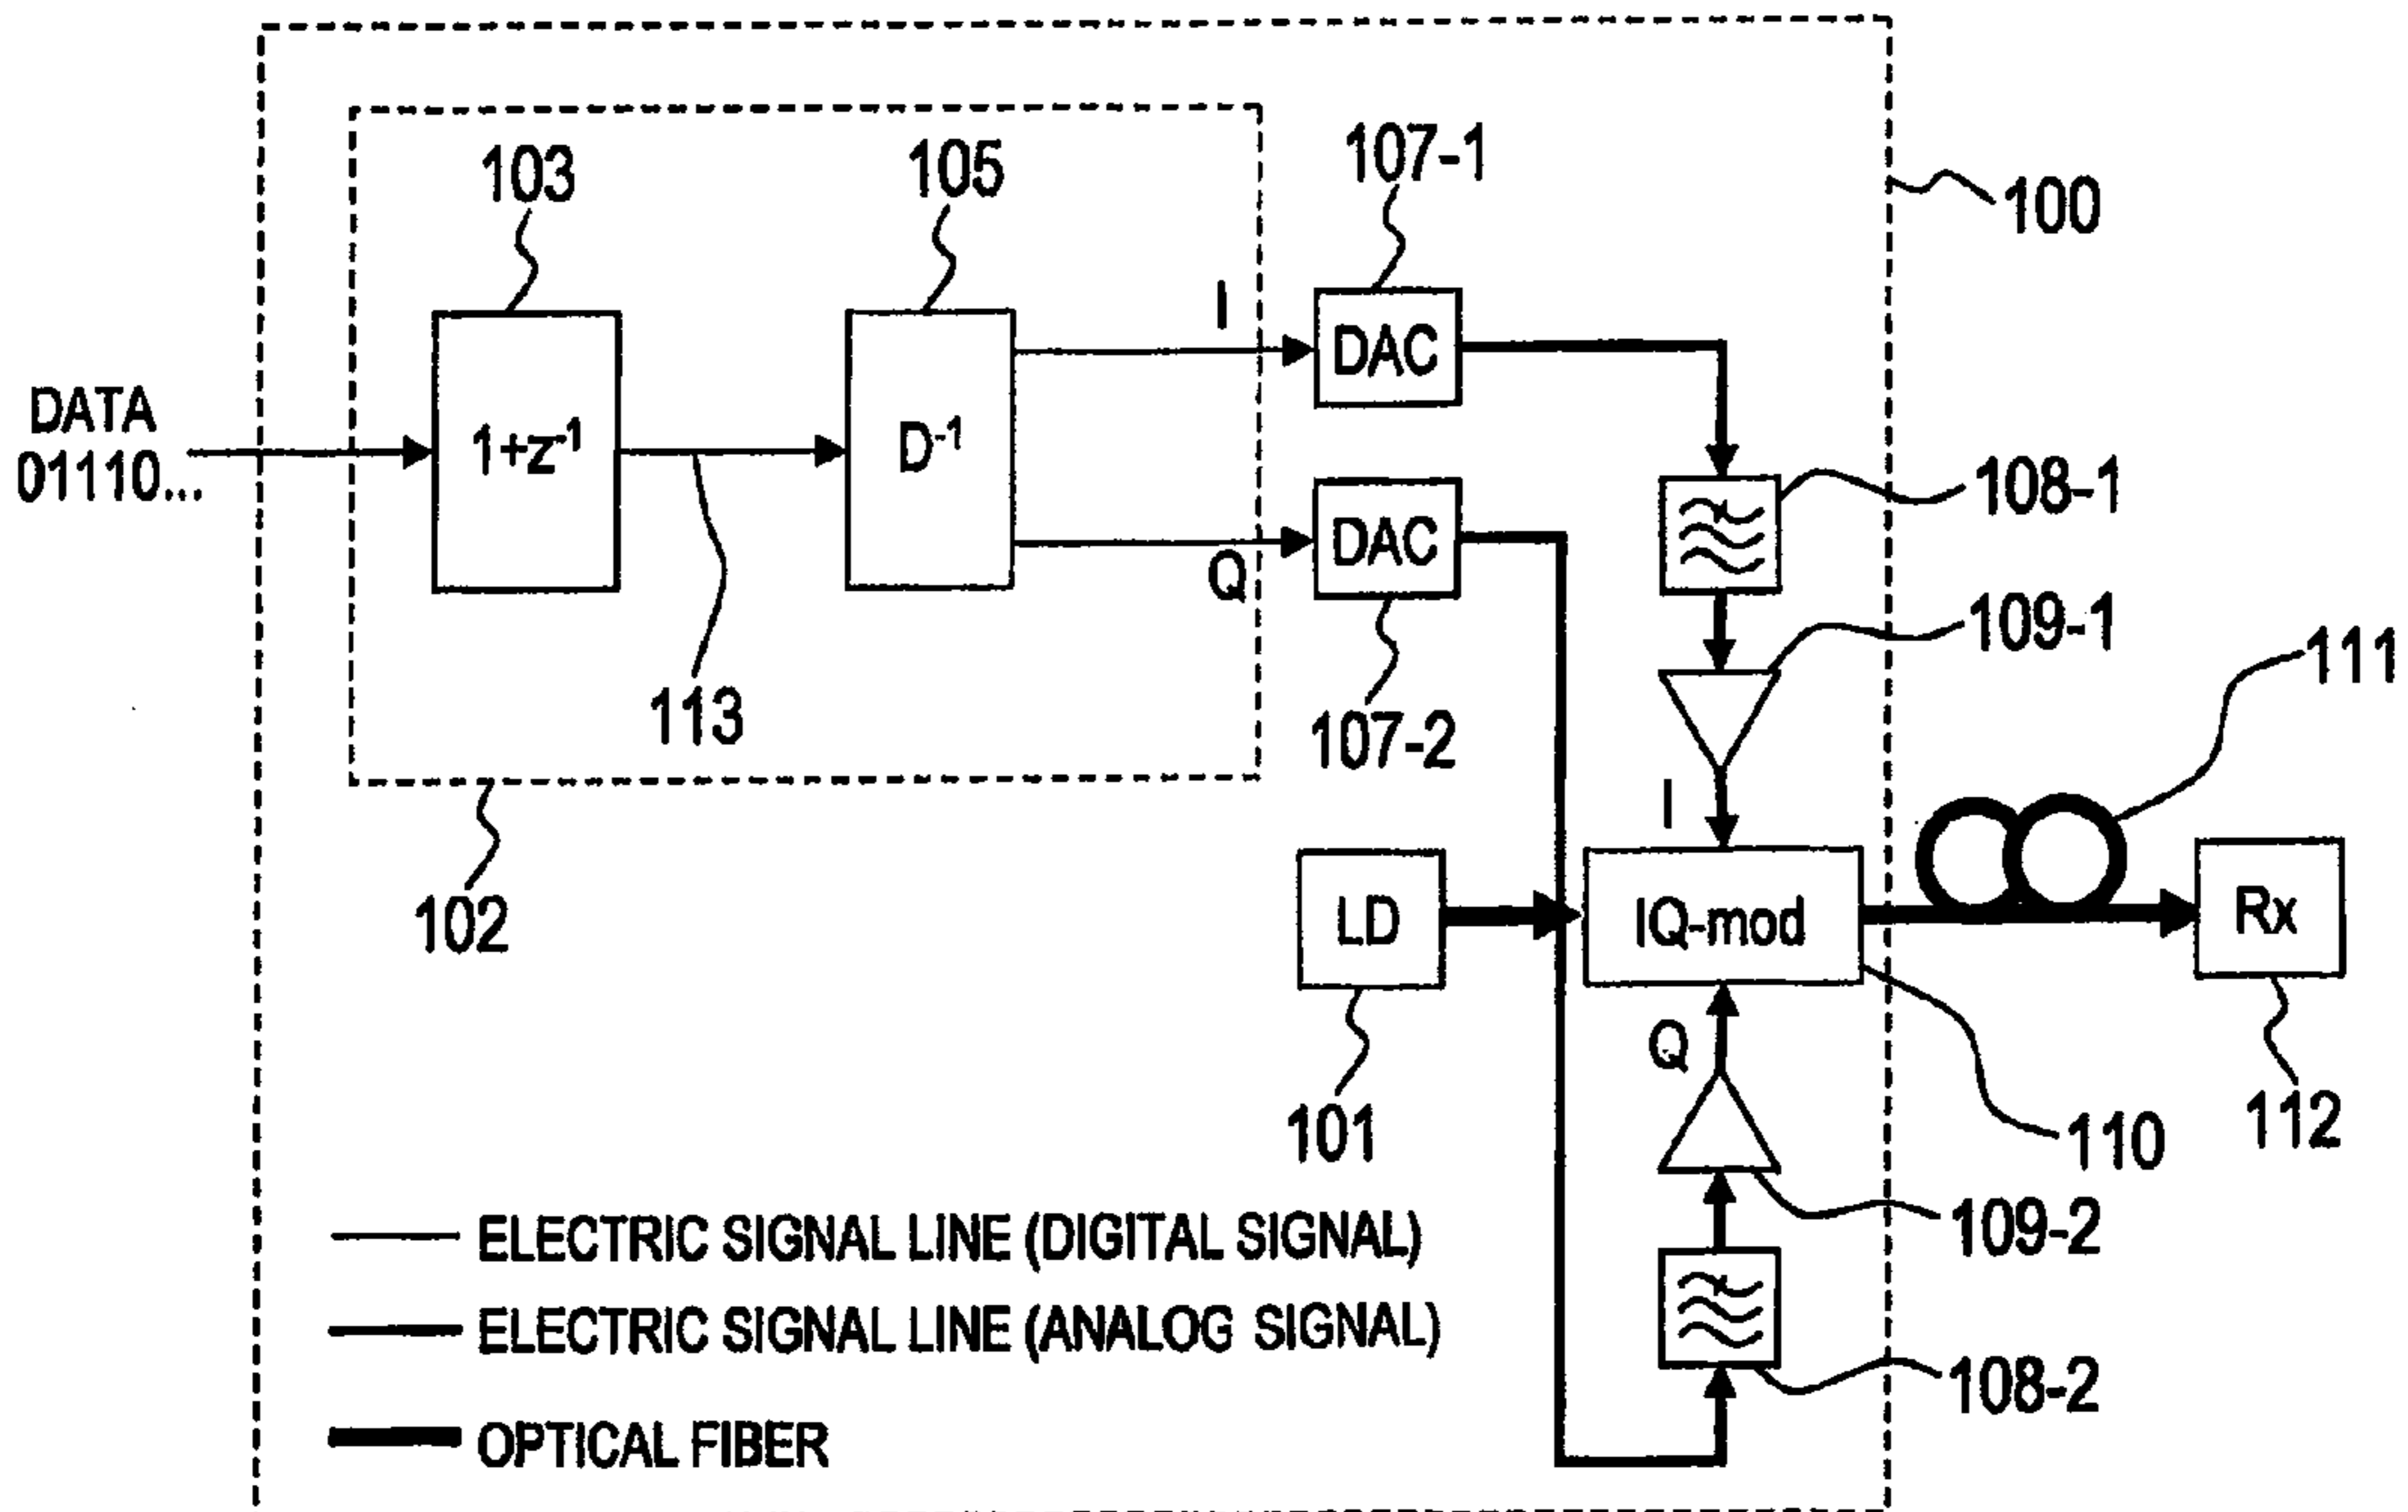 103
105
107-1
100
I
DATA
01110...
1+z⁻¹
D⁻¹
DAC
DAC
Q
108-1
109-1
111
113
107-2
I
102
LD
IQ-mod
Rx
Q
101
110
112
109-2
108-2
ELECTRIC SIGNAL LINE (DIGITAL SIGNAL)
ELECTRIC SIGNAL LINE (ANALOG SIGNAL)
OPTICAL FIBER